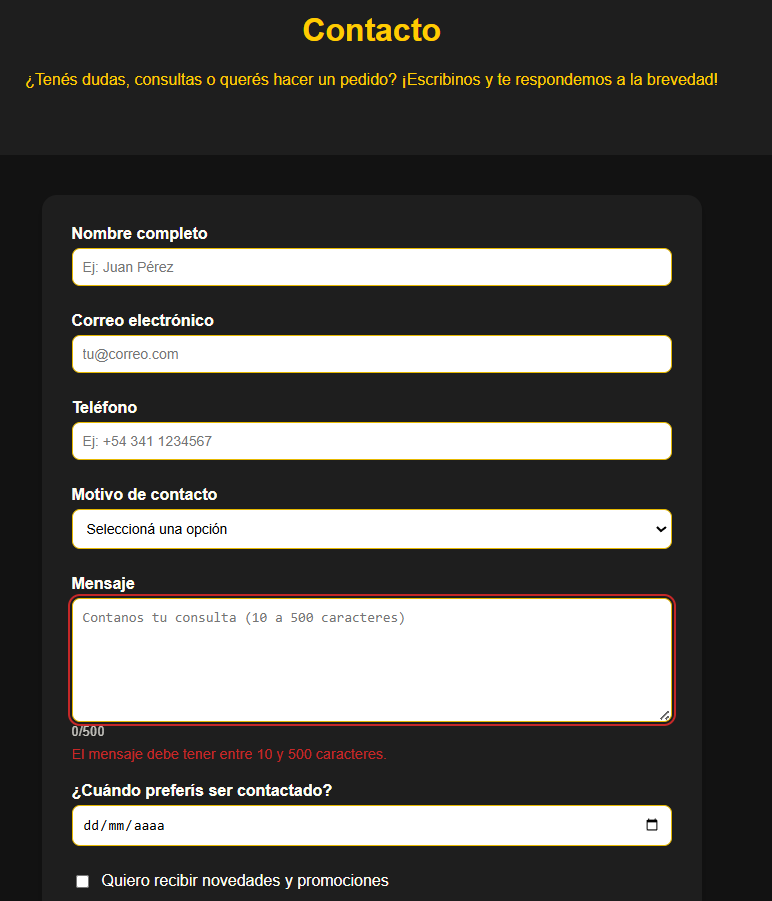 Contacto
¿Tenés dudas, consultas o querés hacer un pedido? ¡Escribinos y te respondemos a la brevedad!
Nombre completo
Ej: Juan Pérez
Correo electrónico
tu@correo.com
Teléfono
Ej: +54 341 1234567
Motivo de contacto
Seleccioná una opción
Mensaje
Contanos tu consulta (10 a 500 caracteres)
0/500
El mensaje debe tener entre 10 y 500 caracteres.
¿Cuándo preferís ser contactado?
dd/mm/aaaa
Quiero recibir novedades y promociones